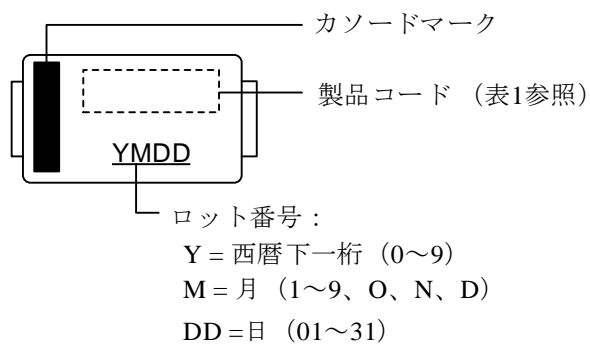 カソードマーク
製品コード （表1参照）
YMDD
ロット番号：
Y = 西暦下一桁（0～9）
M = 月（1～9、O、N、D）
DD =日（01～31）